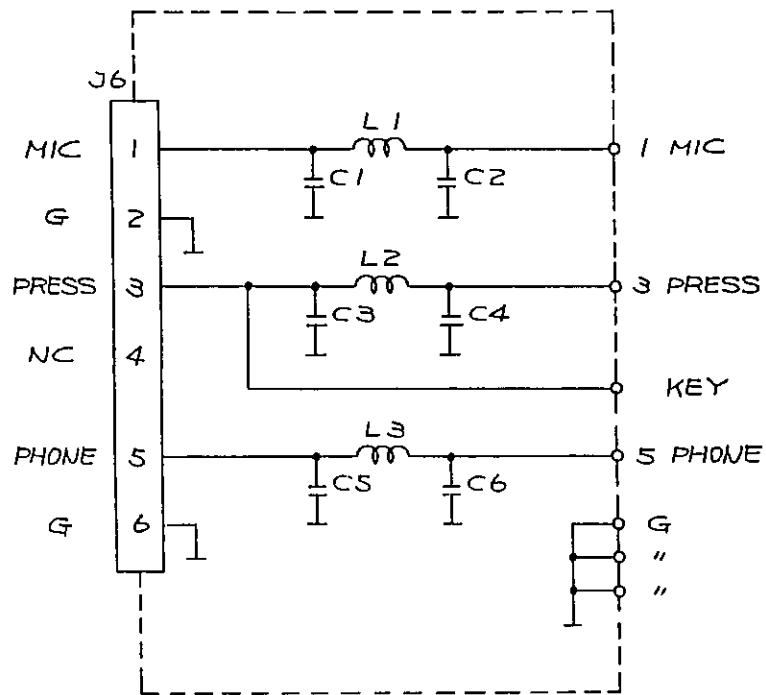 J6
L1
MIC 1 1 MIC
C1 C2
G 2
L2
PRESS 3 3 PRESS
C3 C4
NC 4
KEY
L3
PHONE 5 5 PHONE
C5 C6
G 6 G
"
"